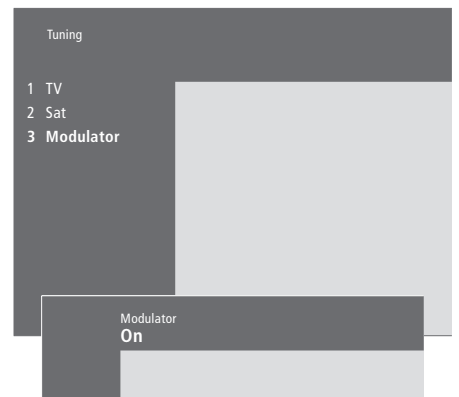 Tuning
1 TV
2 Sat
3 Modulator
Modulator
On